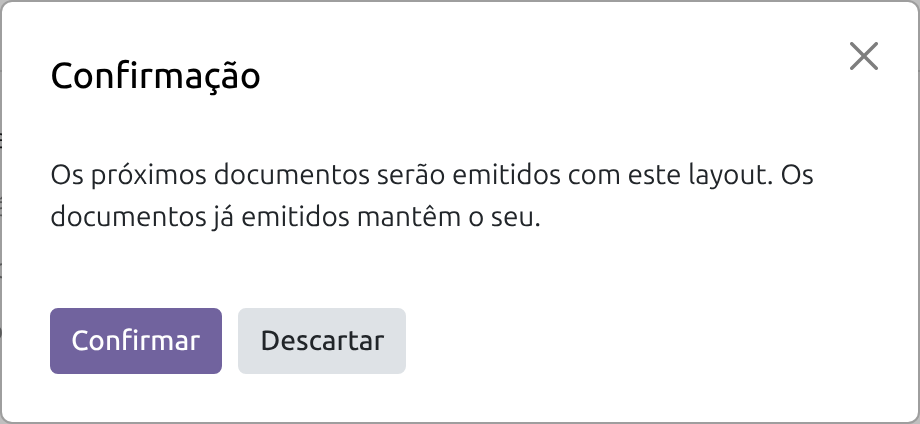 Confirmação
Os próximos documentos serão emitidos com este layout. Os
documentos já emitidos mantêm o seu.
Confirmar
Descartar